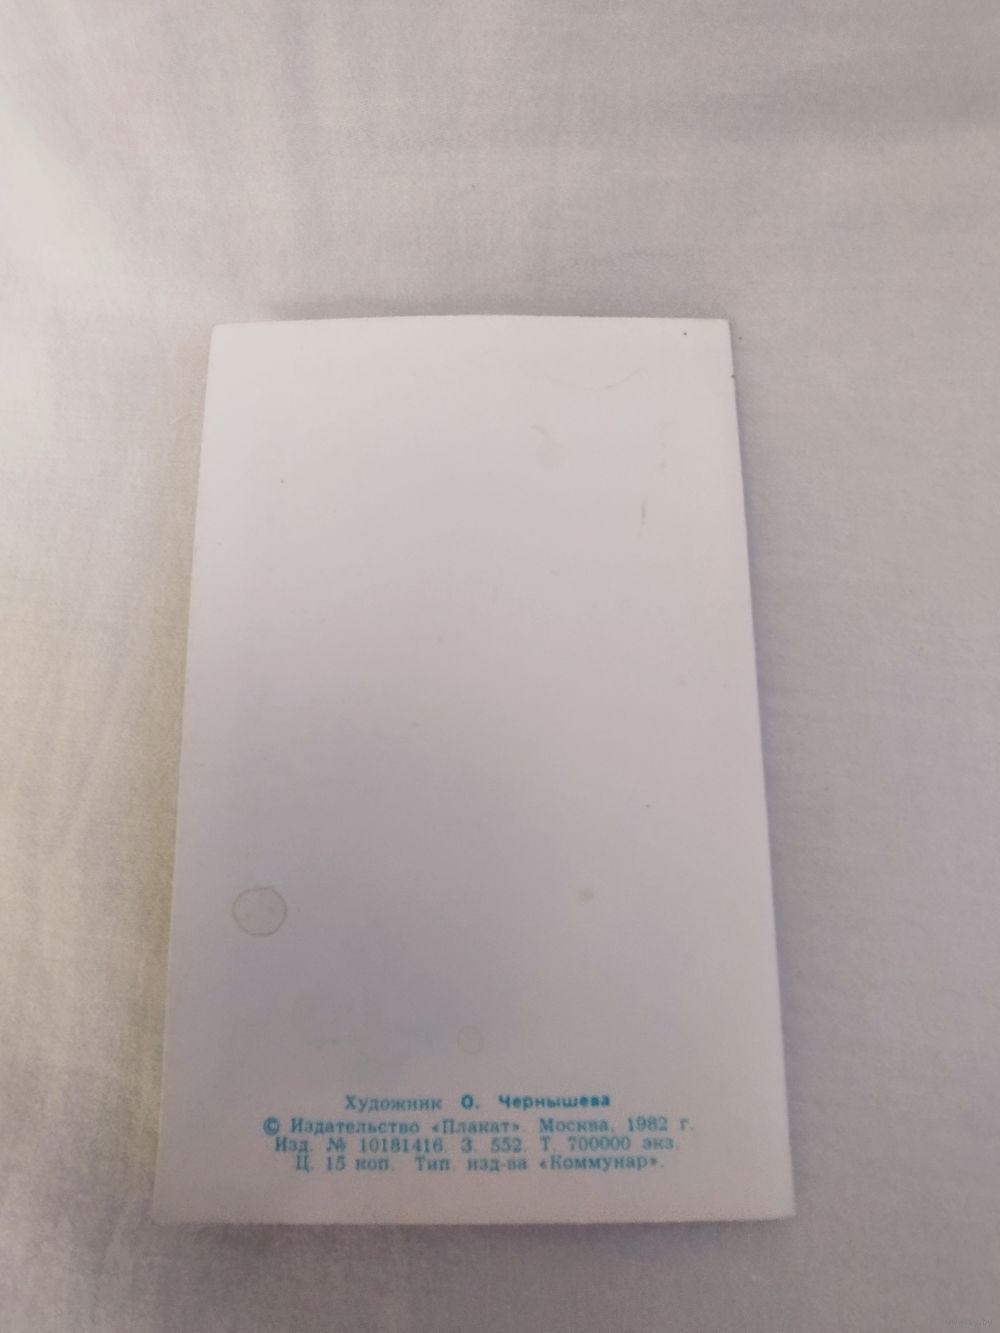 Художник О. Чернышева
© Издательство «Плакат». Москва, 1982 г.
Изд. № 10181416. З. 552. Т. 700000 экз.
Ц. 15 коп. Тип. изд-ва «Коммунар».